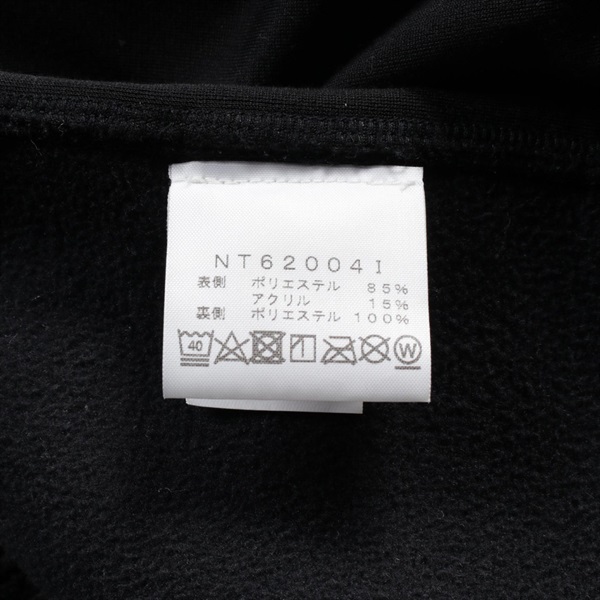 NT62004I
表側 ポリエステル 85%
アクリル 15%
裏側 ポリエステル 100%
40 W